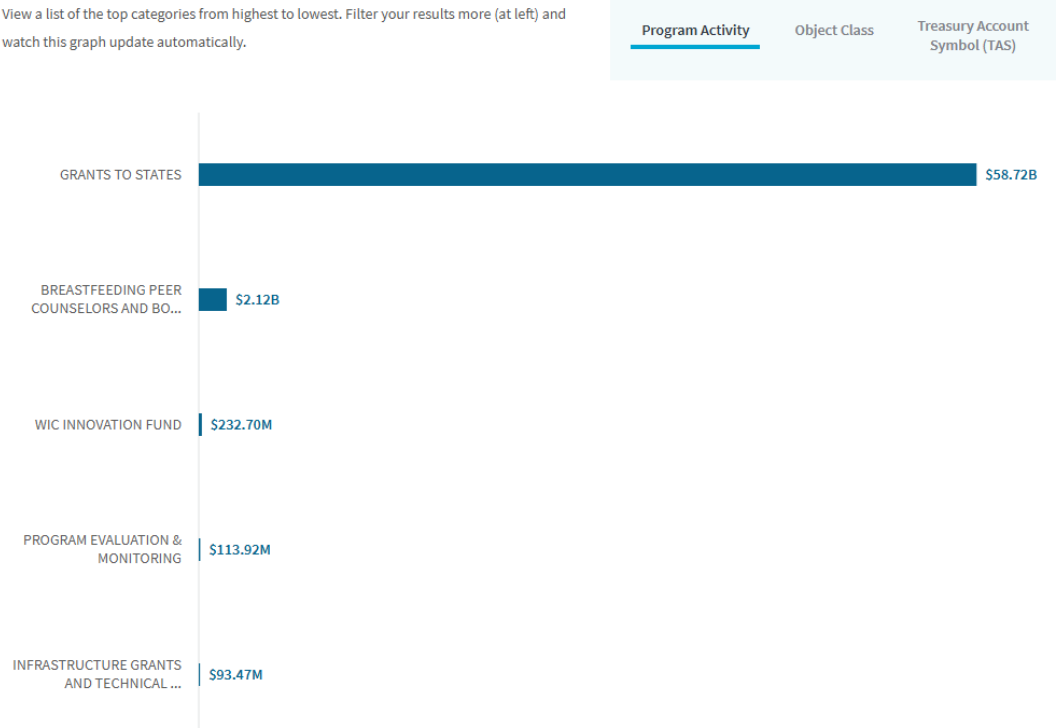 View a list of the top categories from highest to lowest. Filter your results more (at left) and
watch this graph update automatically.
Program Activity
Object Class
Treasury Account
Symbol (TAS)
GRANTS TO STATES
$58.72B
BREASTFEEDING PEER
COUNSELORS AND BO...
$2.12B
WIC INNOVATION FUND
$232.70M
PROGRAM EVALUATION &
MONITORING
$113.92M
INFRASTRUCTURE GRANTS
AND TECHNICAL ...
$93.47M